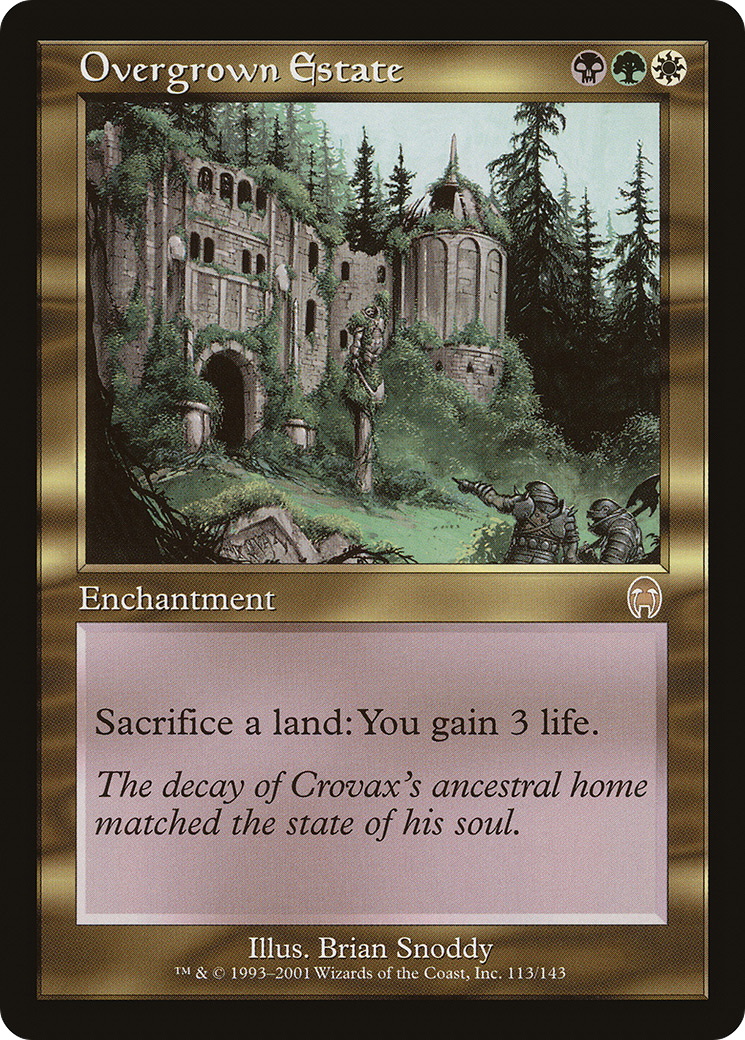 Overgrown Estate
Enchantment
Sacrifice a land: You gain 3 life.
The decay of Crovax's ancestral home
matched the state of his soul.
Illus. Brian Snoddy
™ & © 1993–2001 Wizards of the Coast, Inc. 113/143